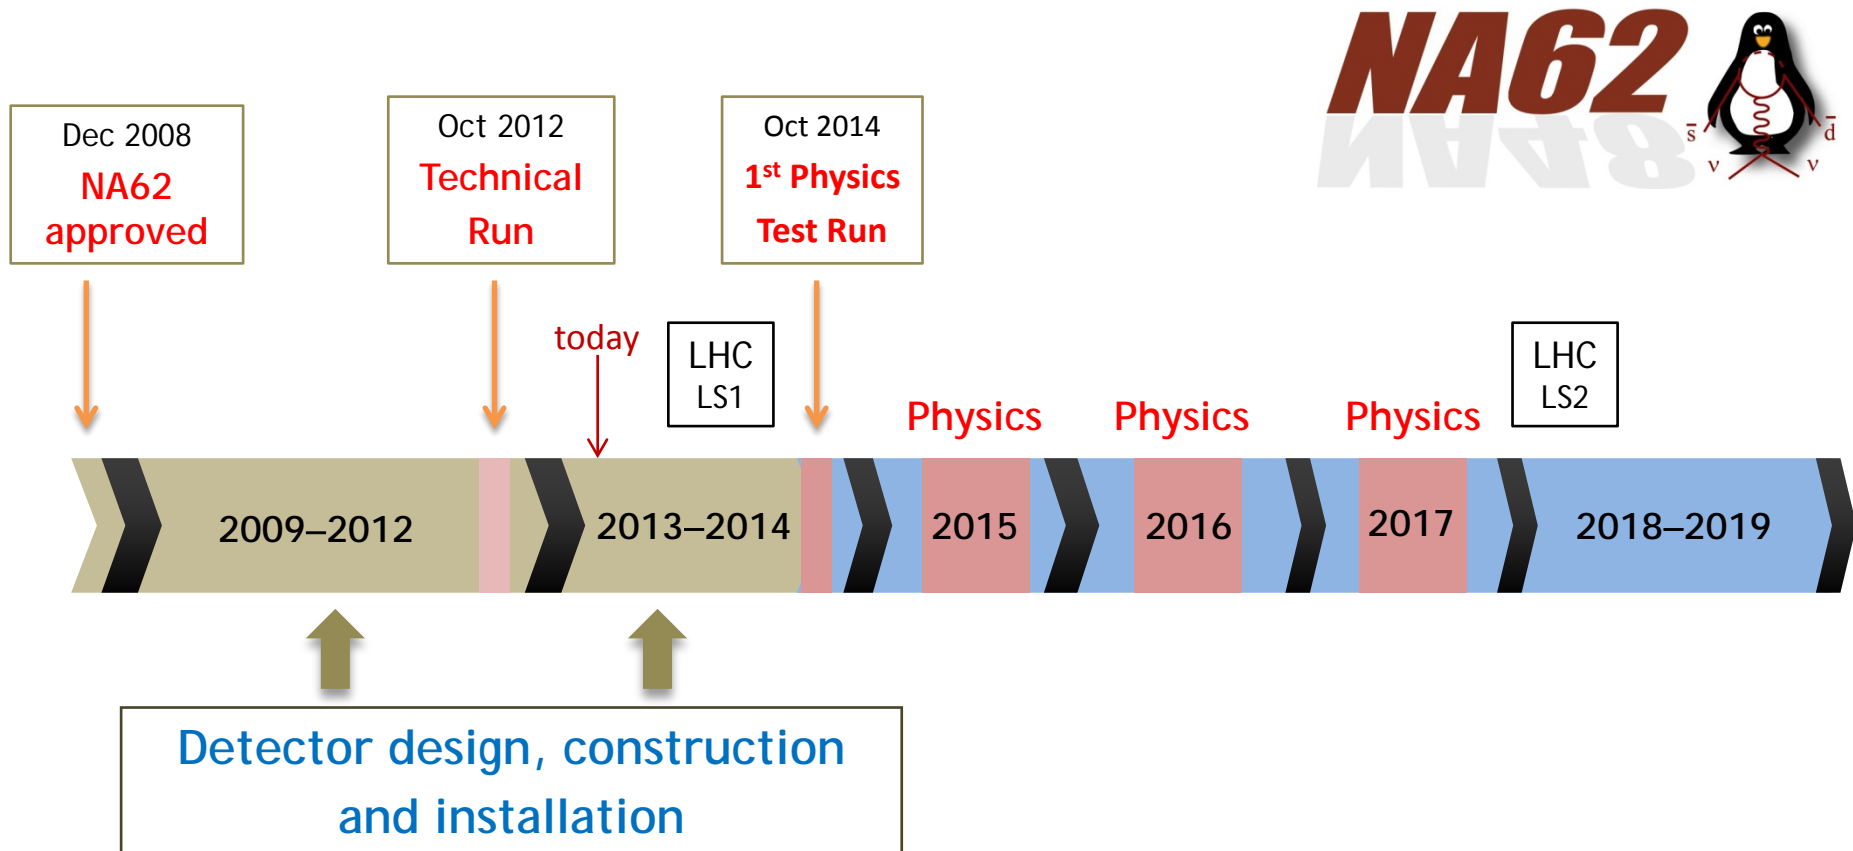 NA62
NA48
s̅
d̅
ν
ν
Dec 2008
NA62
approved
Oct 2012
Technical
Run
Oct 2014
1st Physics
Test Run
today
LHC
LS1
LHC
LS2
Physics
Physics
Physics
2009–2012
2013–2014
2015
2016
2017
2018–2019
Detector design, construction
and installation